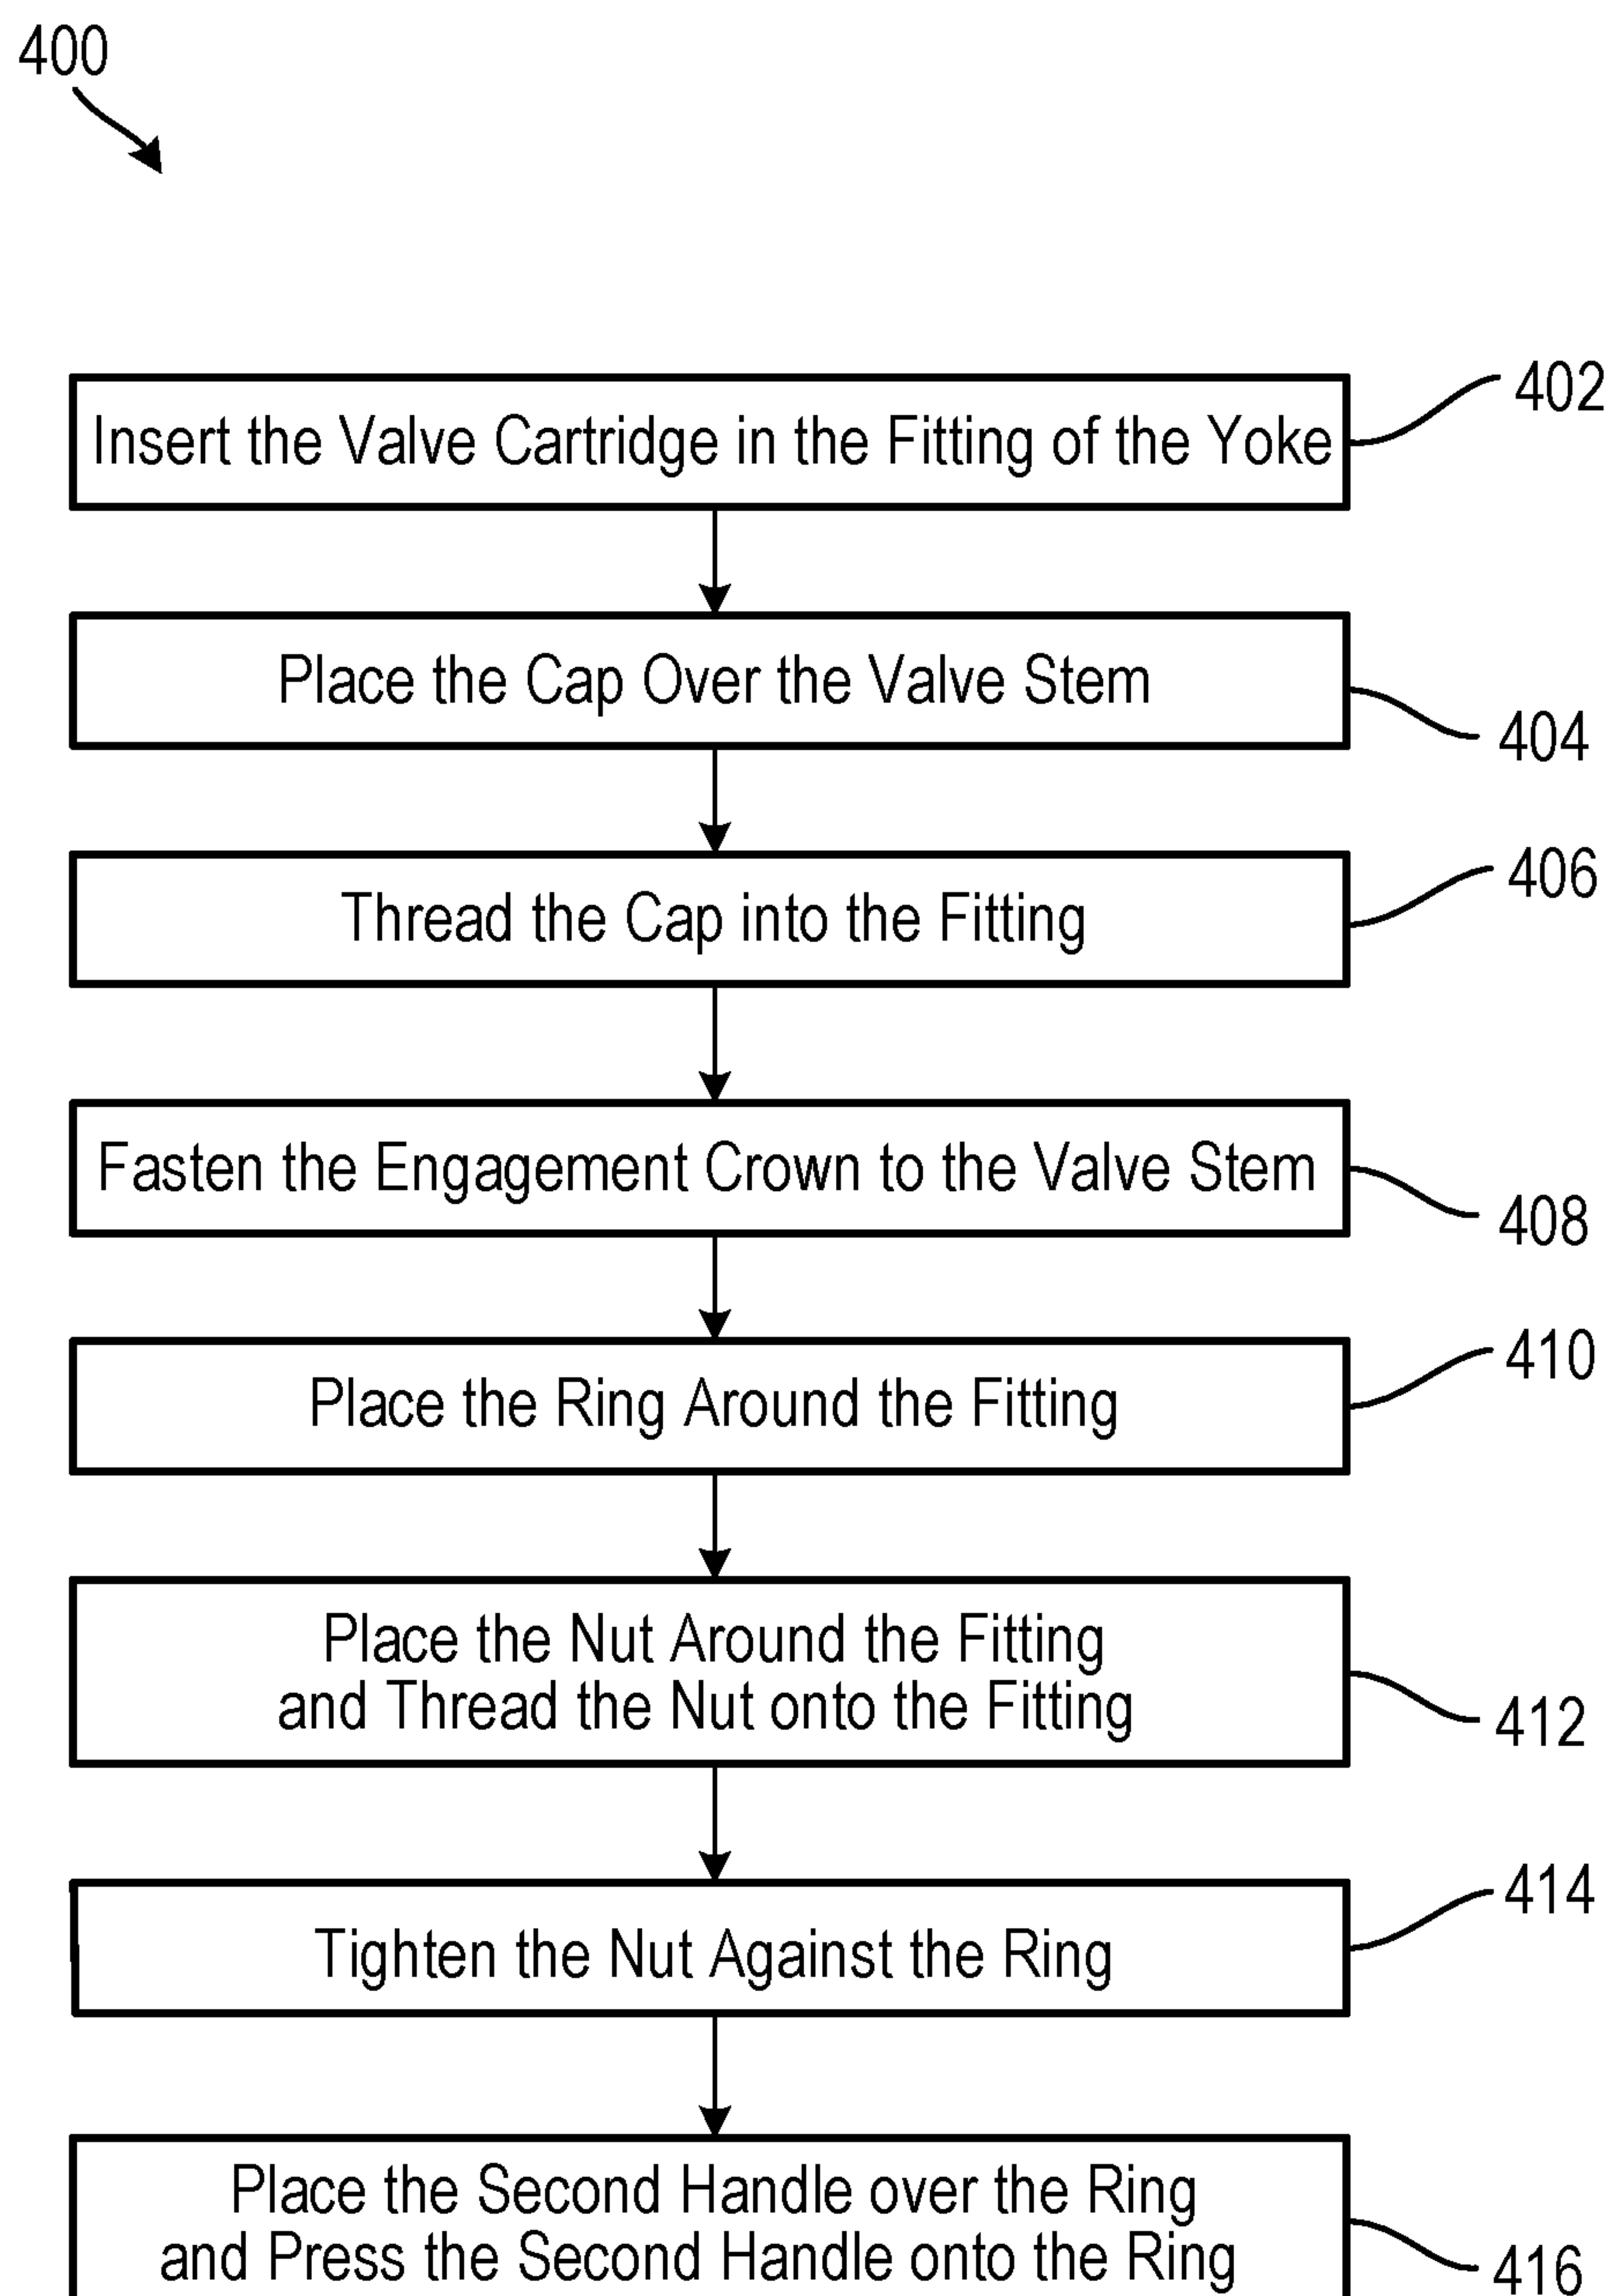 400
Insert the Valve Cartridge in the Fitting of the Yoke
402
Place the Cap Over the Valve Stem
404
Thread the Cap into the Fitting
406
Fasten the Engagement Crown to the Valve Stem
408
Place the Ring Around the Fitting
410
Place the Nut Around the Fitting
and Thread the Nut onto the Fitting
412
Tighten the Nut Against the Ring
414
Place the Second Handle over the Ring
and Press the Second Handle onto the Ring
416